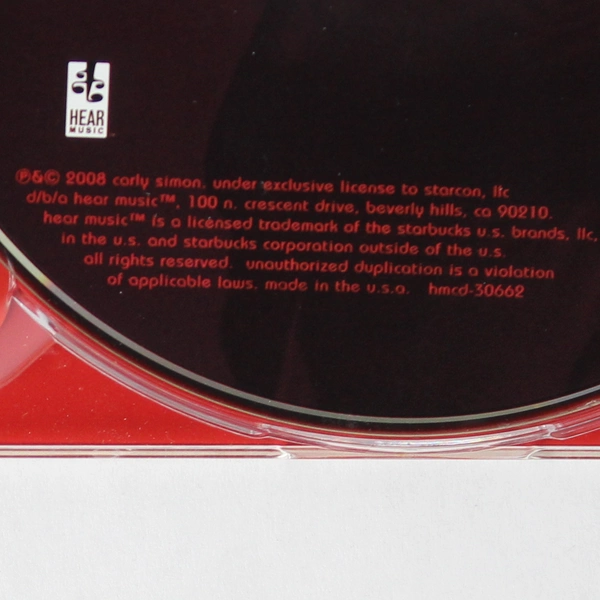 HEAR
MUSIC
℗&© 2008 carly simon. under exclusive license to starcon, llc
d/b/a hear music™, 100 n. crescent drive, beverly hills, ca 90210.
hear music™ is a licensed trademark of the starbucks u.s. brands, llc,
in the u.s. and starbucks corporation outside of the u.s.
all rights reserved. unauthorized duplication is a violation
of applicable laws. made in the u.s.a. hmcd-30662